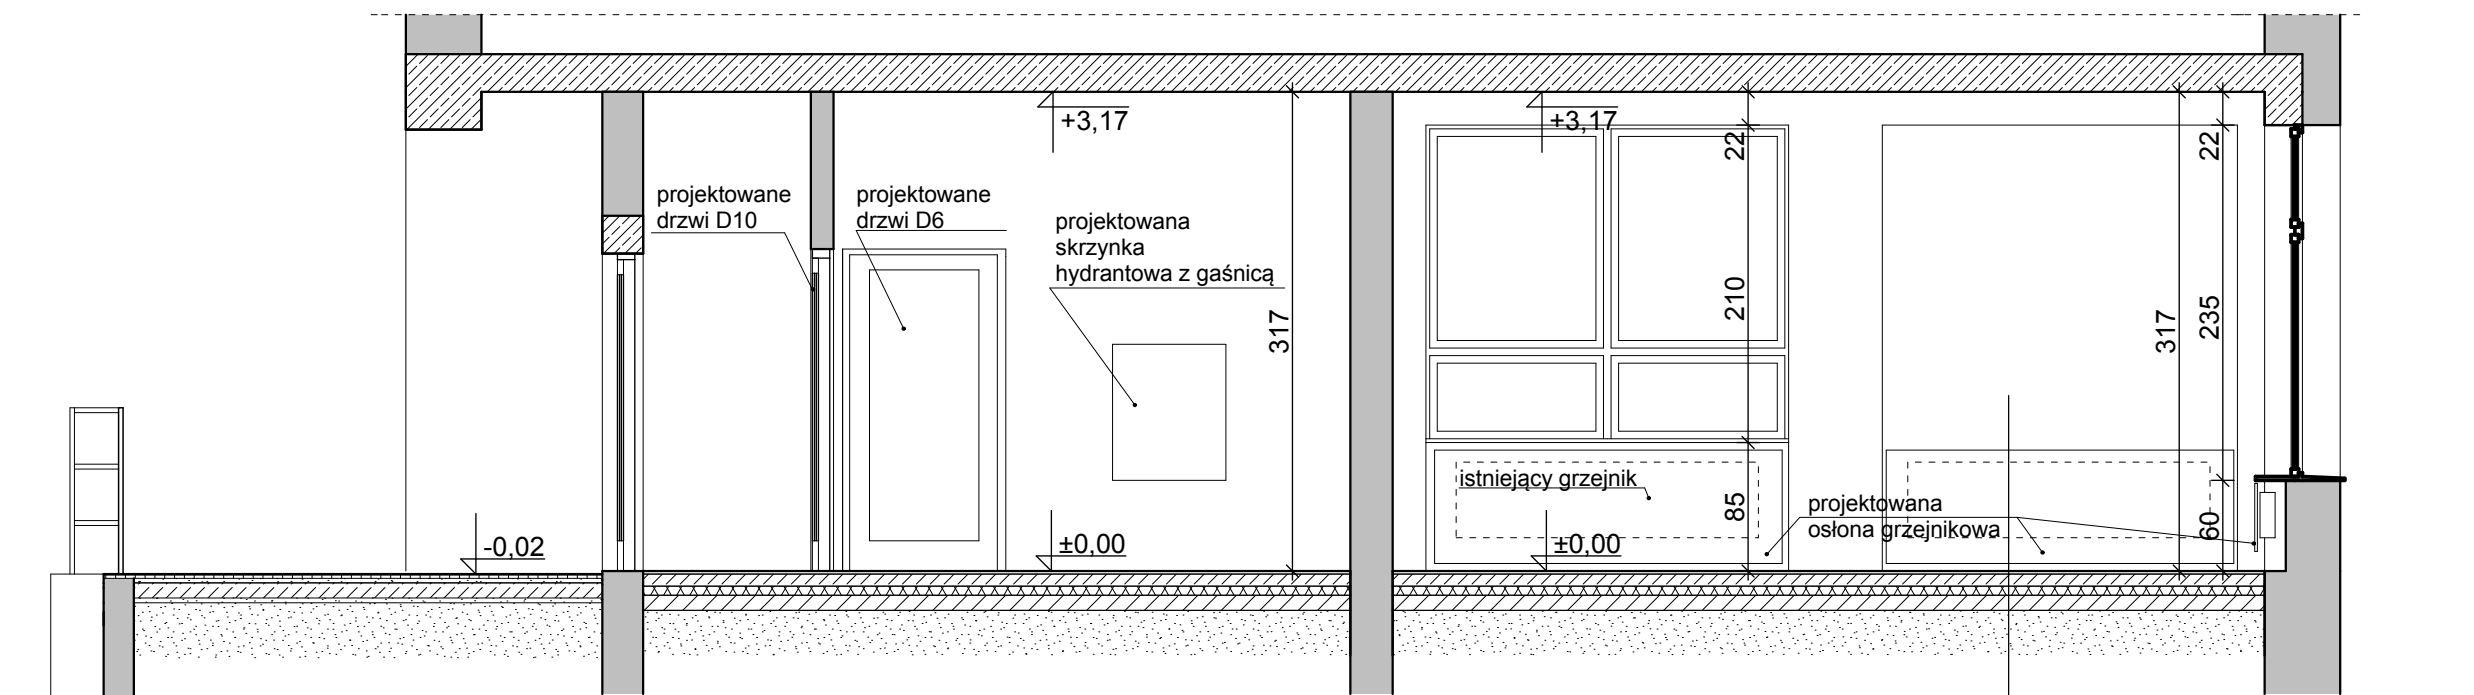 +3,17
+3,17
22
22
projektowane
drzwi D10
projektowane
drzwi D6
projektowana
skrzynka
hydrantowa z gaśnicą
317
210
317
235
istniejący grzejnik
85
projektowana
osłona grzejnikowa
60
-0,02
±0,00
±0,00